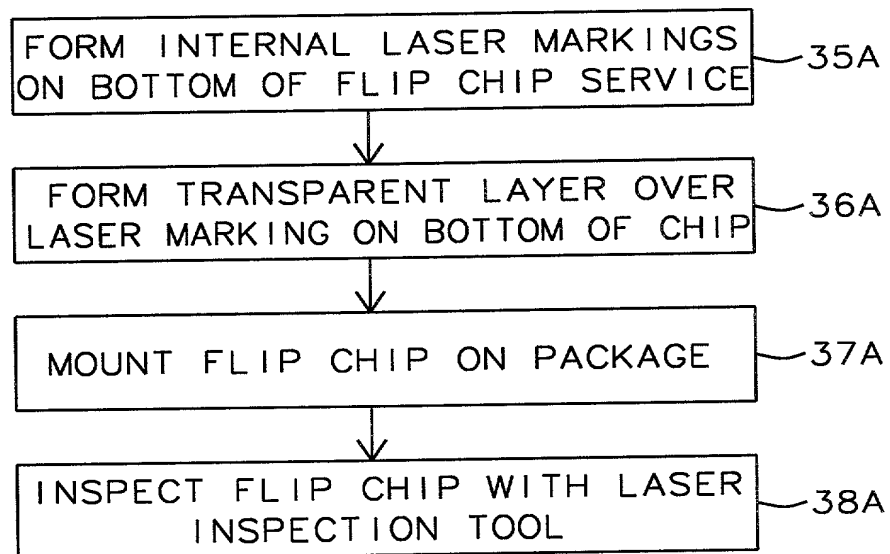 FORM INTERNAL LASER MARKINGS
ON BOTTOM OF FLIP CHIP SERVICE
35A
FORM TRANSPARENT LAYER OVER
LASER MARKING ON BOTTOM OF CHIP
36A
MOUNT FLIP CHIP ON PACKAGE
37A
INSPECT FLIP CHIP WITH LASER
INSPECTION TOOL
38A